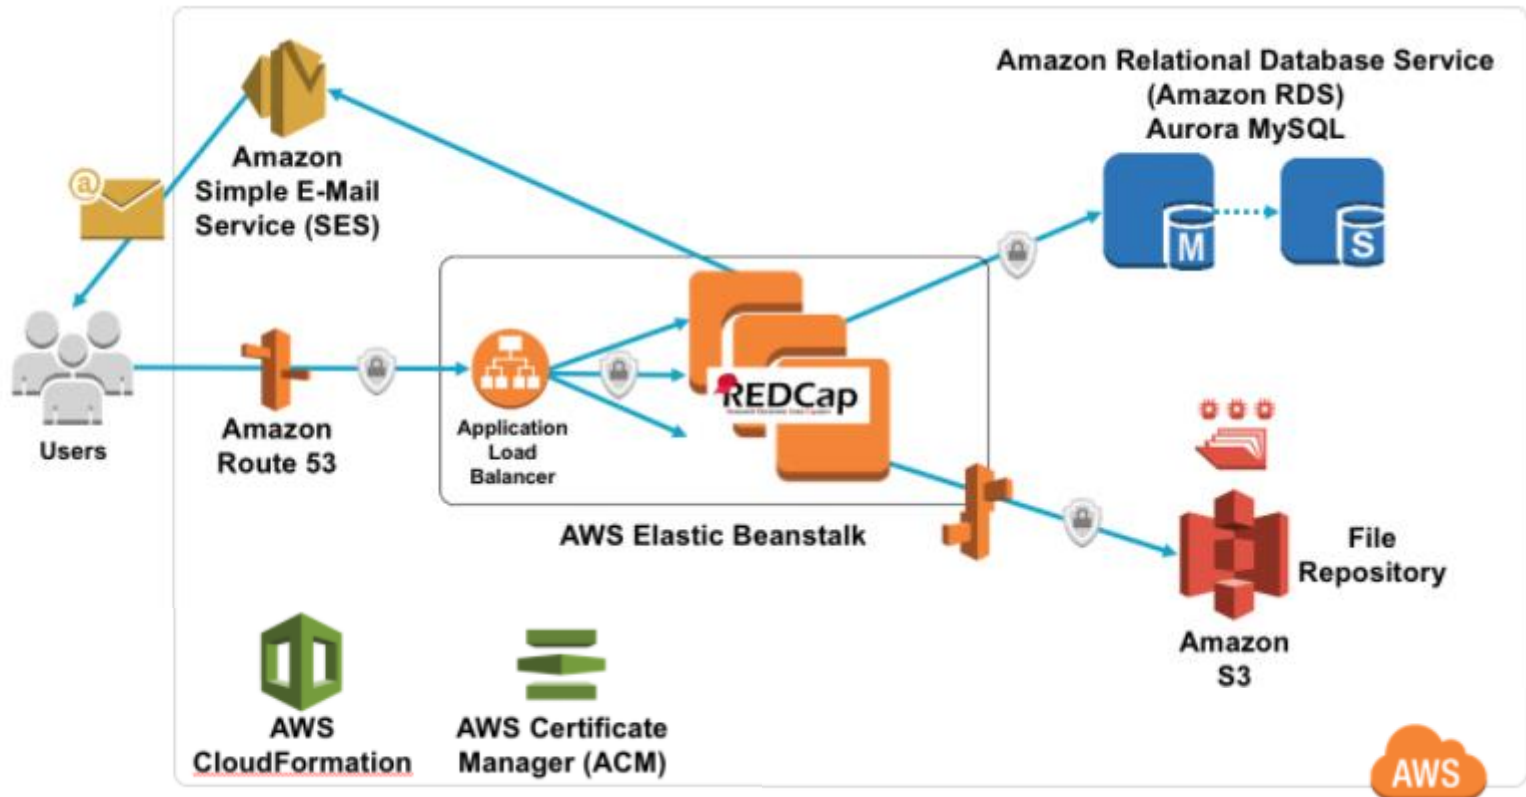 Amazon Relational Database Service
(Amazon RDS)
Aurora MySQL
M
S
Amazon
Simple E-Mail
Service (SES)
@
Users
Amazon
Route 53
Application
Load
Balancer
REDCap
AWS Elastic Beanstalk
File
Repository
Amazon
S3
AWS
CloudFormation
AWS Certificate
Manager (ACM)
AWS